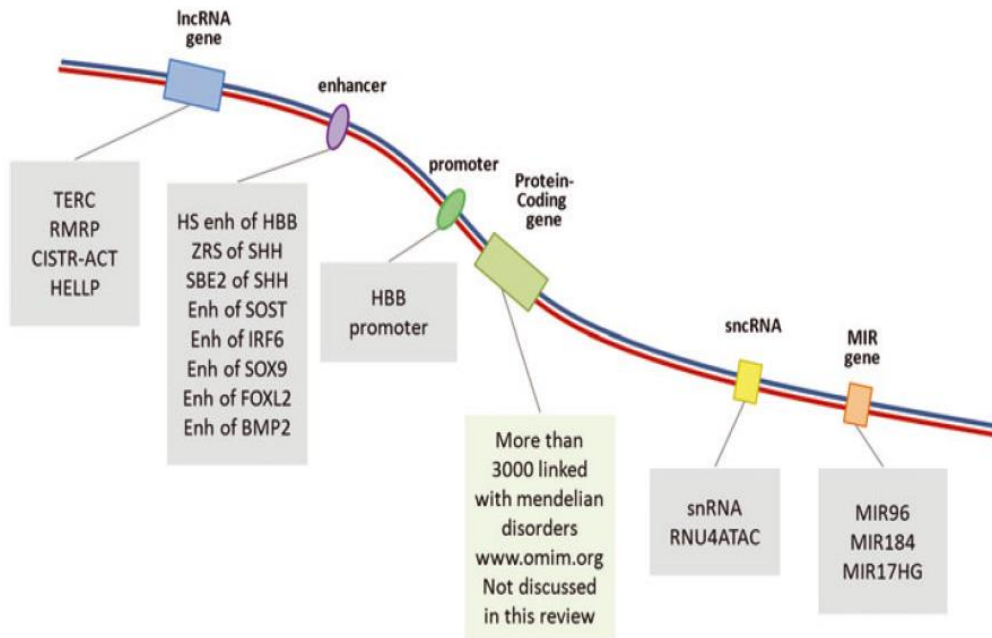 lncRNA
gene
enhancer
promoter
Protein-
Coding
gene
sncRNA
MIR
gene
TERC
RMRP
CISTR-ACT
HELLP
HS enh of HBB
ZRS of SHH
SBE2 of SHH
Enh of SOST
Enh of IRF6
Enh of SOX9
Enh of FOXL2
Enh of BMP2
HBB
promoter
More than
3000 linked
with mendelian
disorders
www.omim.org
Not discussed
in this review
snRNA
RNU4ATAC
MIR96
MIR184
MIR17HG